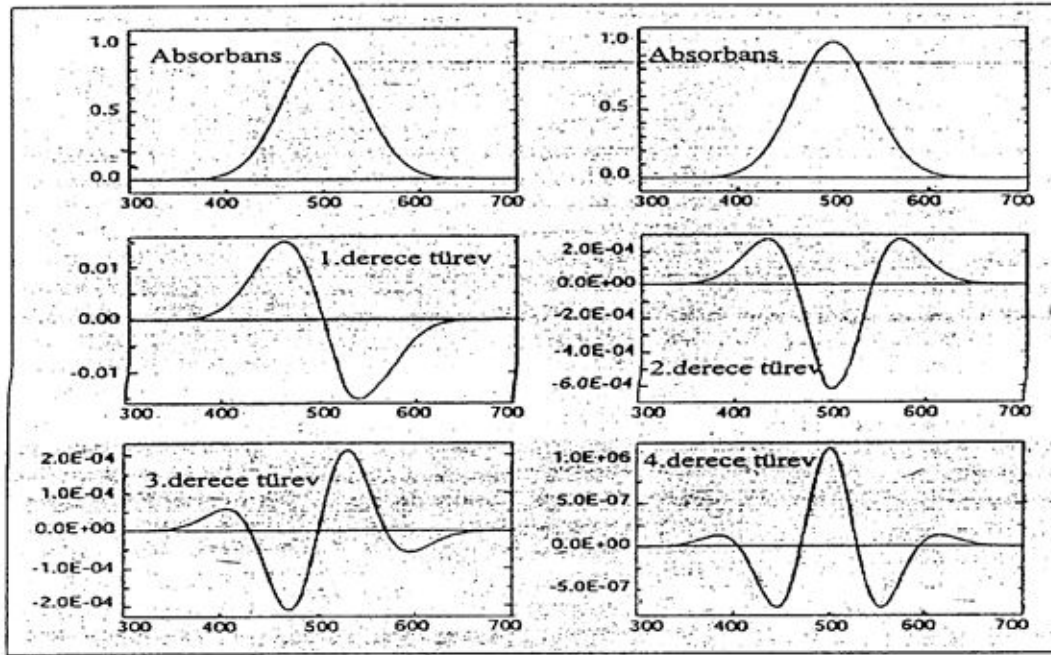 1.0
Absorbans
0.5
0.0
300 400 500 600 700
1.0
Absorbans
0.5
0.0
300 400 500 600 700
0.01
1.derece türev
0.00
-0.01
300 400 500 600 700
2.0E-04
0.0E+00
-2.0E-04
-4.0E-04
2.derece türev
-6.0E-04
300 400 500 600 700
2.0E-04
3.derece türev
1.0E-04
0.0E+00
-1.0E-04
-2.0E-04
300 400 500 600 700
1.0E+06
4.derece türev
5.0E-07
0.0E+00
-5.0E-07
300 400 500 600 700